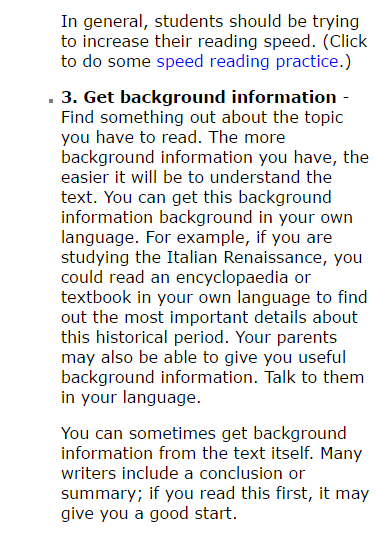 In general, students should be trying
to increase their reading speed. (Click
to do some speed reading practice.)
3. Get background information -
Find something out about the topic
you have to read. The more
background information you have, the
easier it will be to understand the
text. You can get this background
information background in your own
language. For example, if you are
studying the Italian Renaissance, you
could read an encyclopaedia or
textbook in your own language to find
out the most important details about
this historical period. Your parents
may also be able to give you useful
background information. Talk to them
in your language.
You can sometimes get background
information from the text itself. Many
writers include a conclusion or
summary; if you read this first, it may
give you a good start.